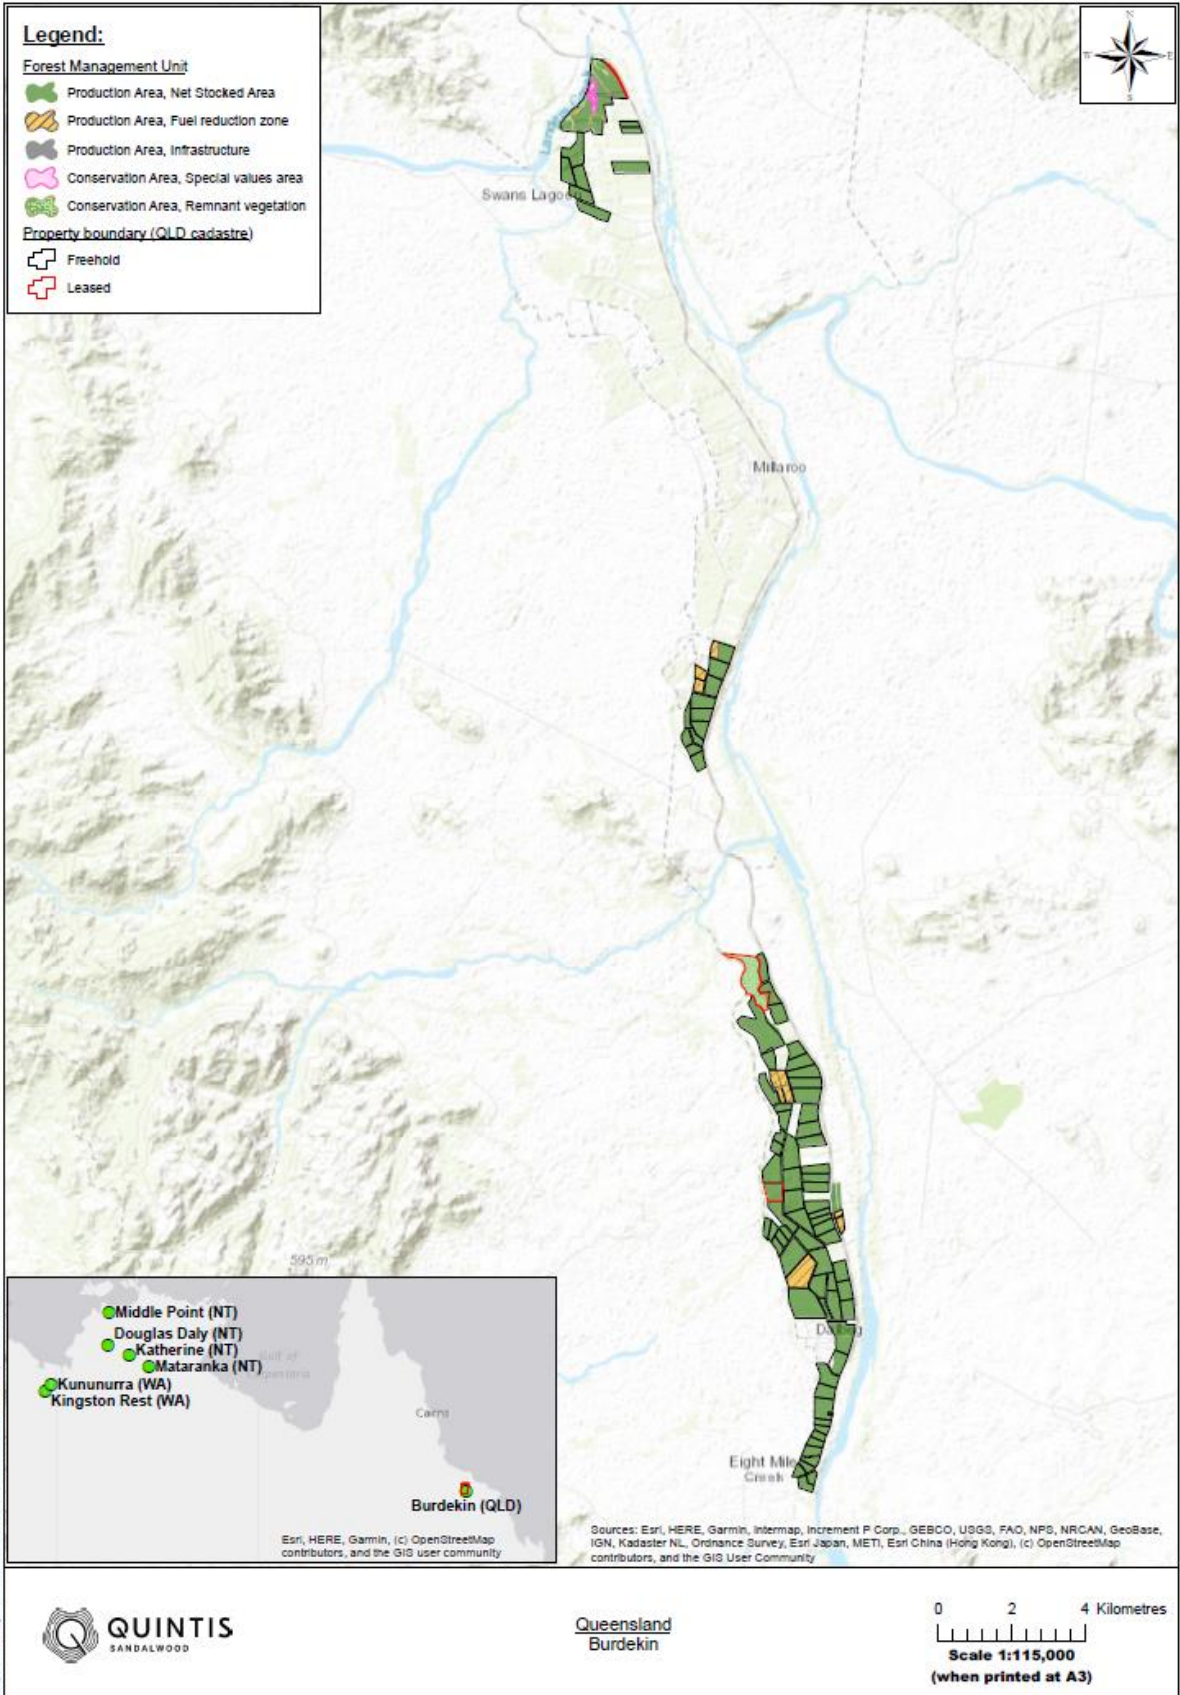 Legend:
Forest Management Unit
Production Area, Net Stocked Area
Production Area, Fuel reduction zone
Production Area, Infrastructure
Conservation Area, Special values area
Conservation Area, Remnant vegetation
Property boundary (QLD cadastre)
Freehold
Leased
N
W
E
S
Swans Lagoon
Millaroo
595 m
Dalbeg
Eight Mile
Creek
Middle Point (NT)
Douglas Daly (NT)
Katherine (NT)
Mataranka (NT)
Gulf of
Carpentaria
Kununurra (WA)
Kingston Rest (WA)
Cairns
Burdekin (QLD)
Esri, HERE, Garmin, (c) OpenStreetMap
contributors, and the GIS user community
Sources: Esri, HERE, Garmin, Intermap, increment P Corp., GEBCO, USGS, FAO, NPS, NRCAN, GeoBase,
IGN, Kadaster NL, Ordnance Survey, Esri Japan, METI, Esri China (Hong Kong), (c) OpenStreetMap
contributors, and the GIS User Community
QUINTIS
SANDALWOOD
Queensland
Burdekin
0 2 4 Kilometres
Scale 1:115,000
(when printed at A3)